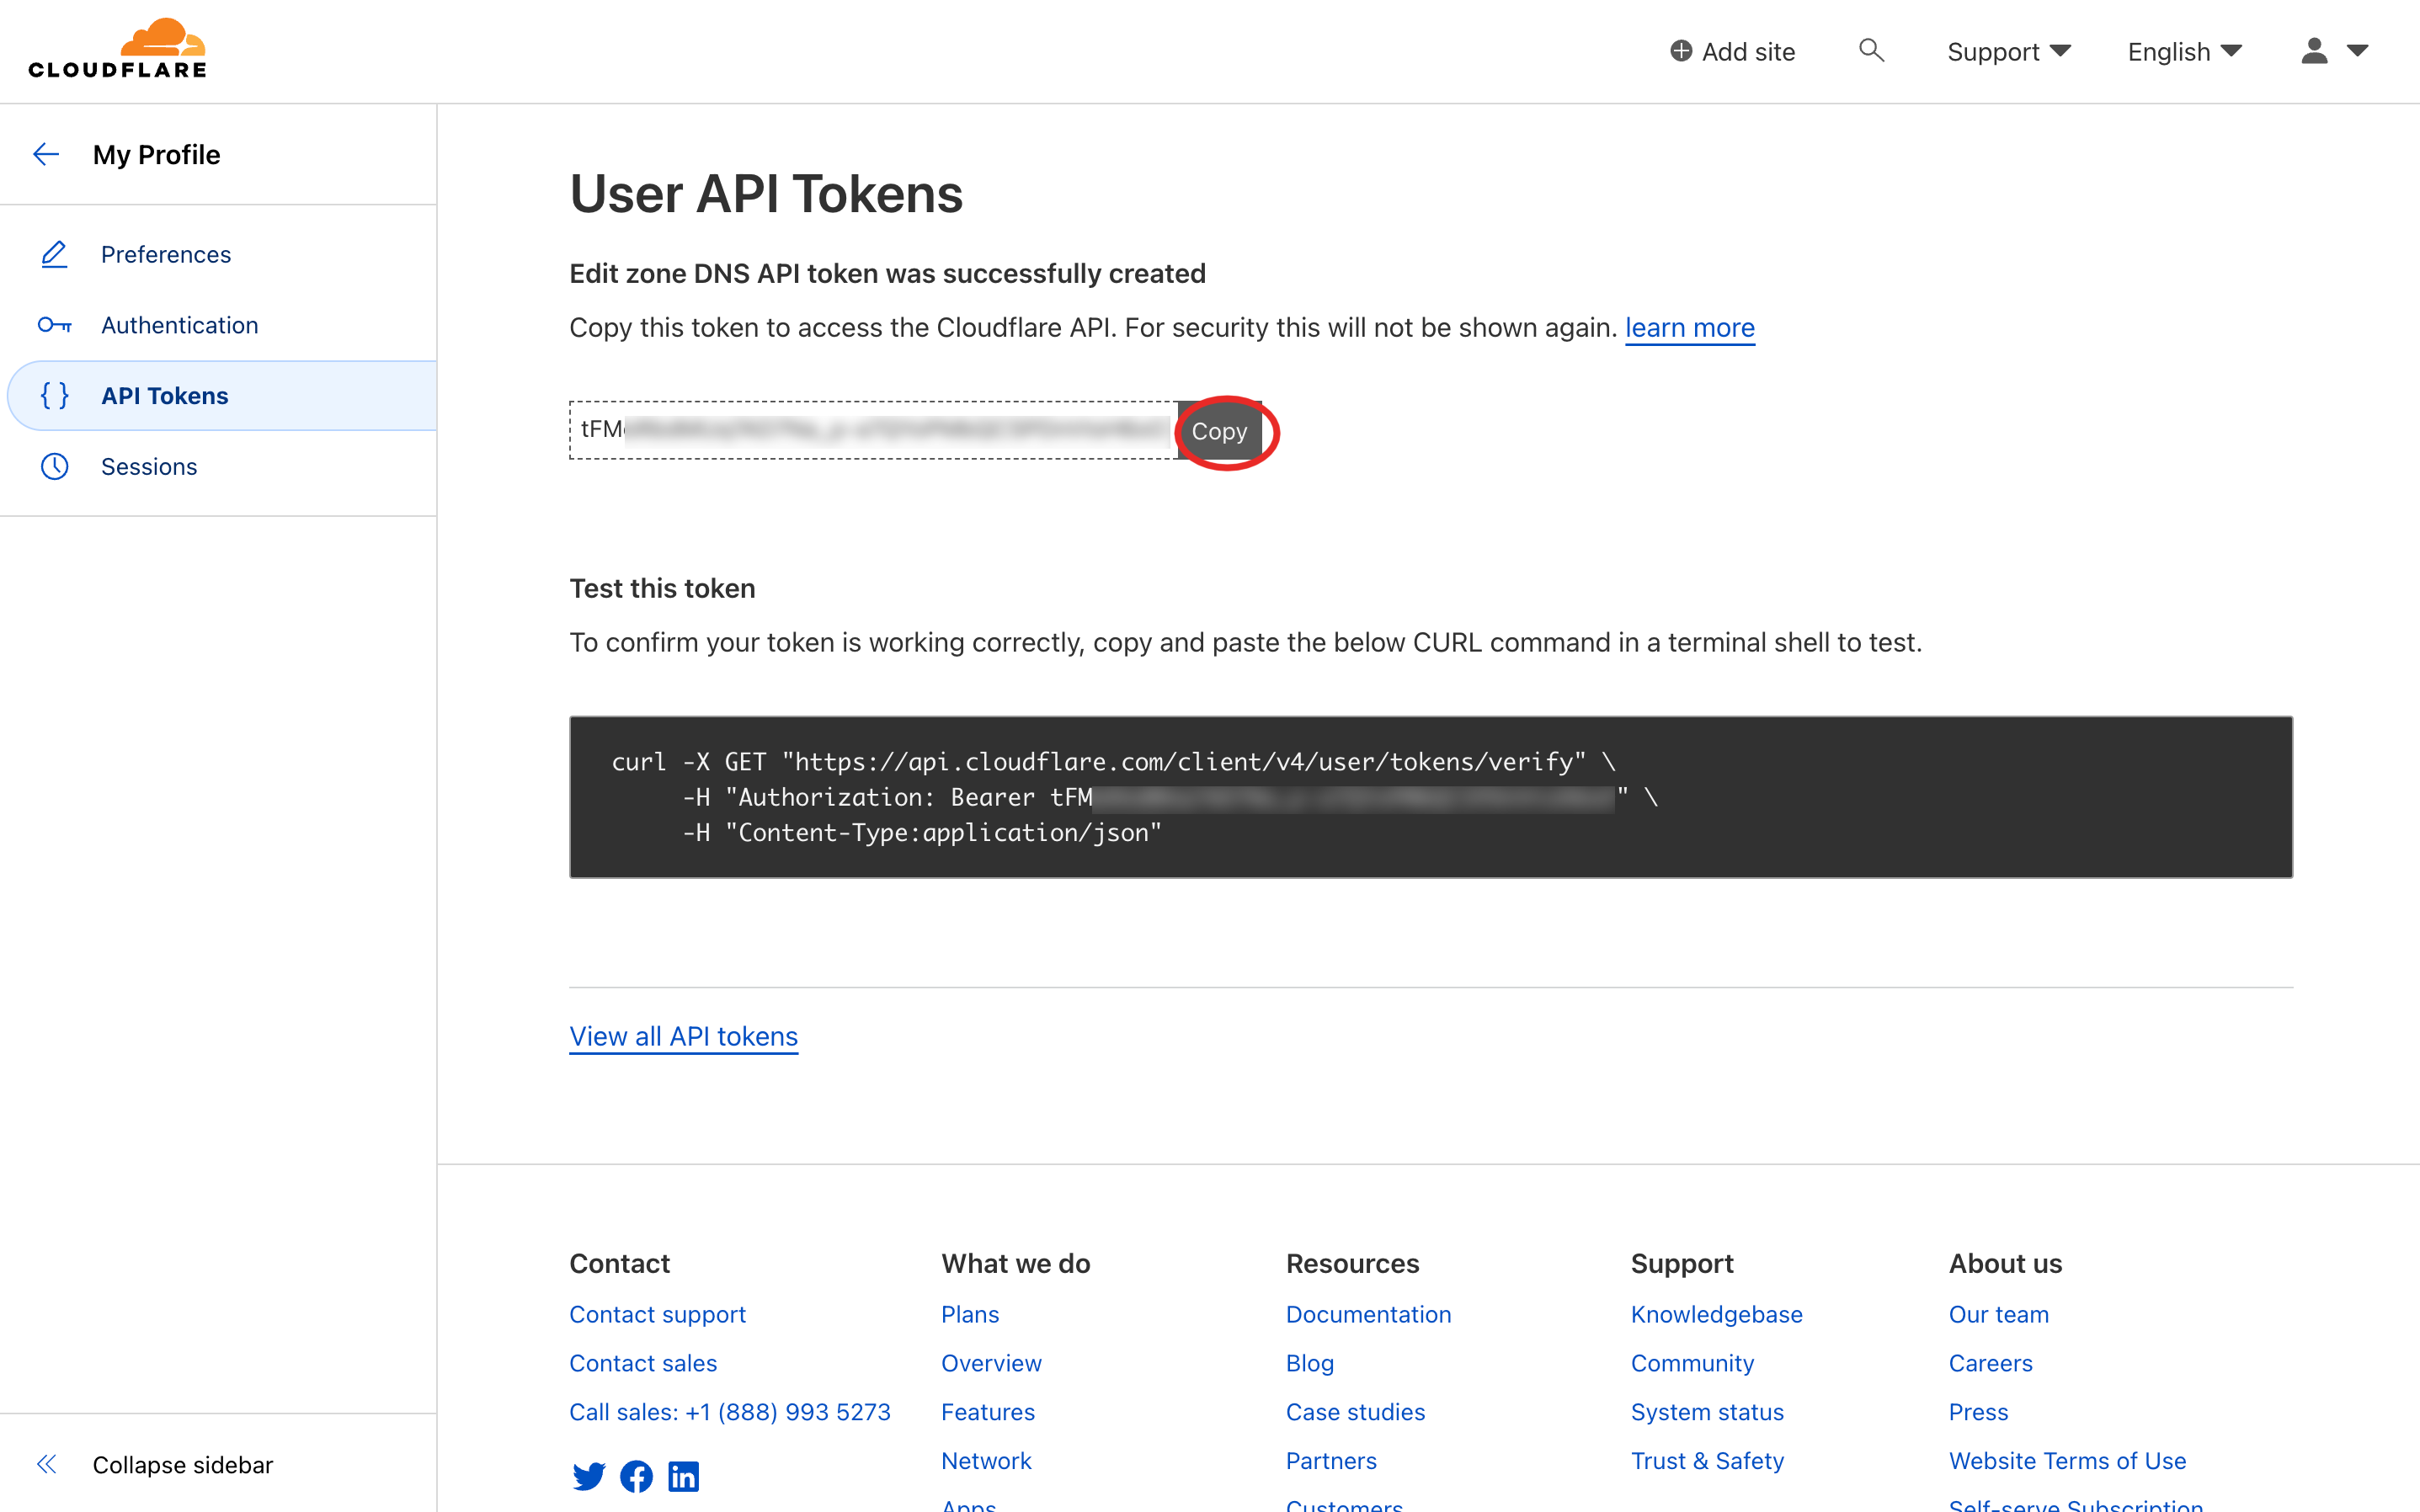 CLOUDFLARE
Add site
Support
English
My Profile
Preferences
Authentication
API Tokens
Sessions
Collapse sidebar
User API Tokens
Edit zone DNS API token was successfully created
Copy this token to access the Cloudflare API. For security this will not be shown again. learn more
tFM
Copy
Test this token
To confirm your token is working correctly, copy and paste the below CURL command in a terminal shell to test.
curl -X GET "https://api.cloudflare.com/client/v4/user/tokens/verify" \
-H "Authorization: Bearer tFM" \
-H "Content-Type:application/json"
View all API tokens
Contact
Contact support
Contact sales
Call sales: +1 (888) 993 5273
What we do
Plans
Overview
Features
Network
Apps
Resources
Documentation
Blog
Case studies
Partners
Customers
Support
Knowledgebase
Community
System status
Trust & Safety
About us
Our team
Careers
Press
Website Terms of Use
Self-serve Subscription